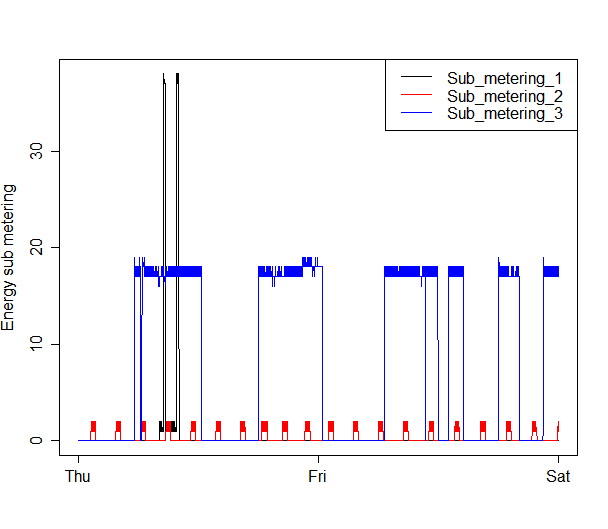 Sub_metering_1
Sub_metering_2
Sub_metering_3
Energy sub metering
30
20
10
0
Thu
Fri
Sat